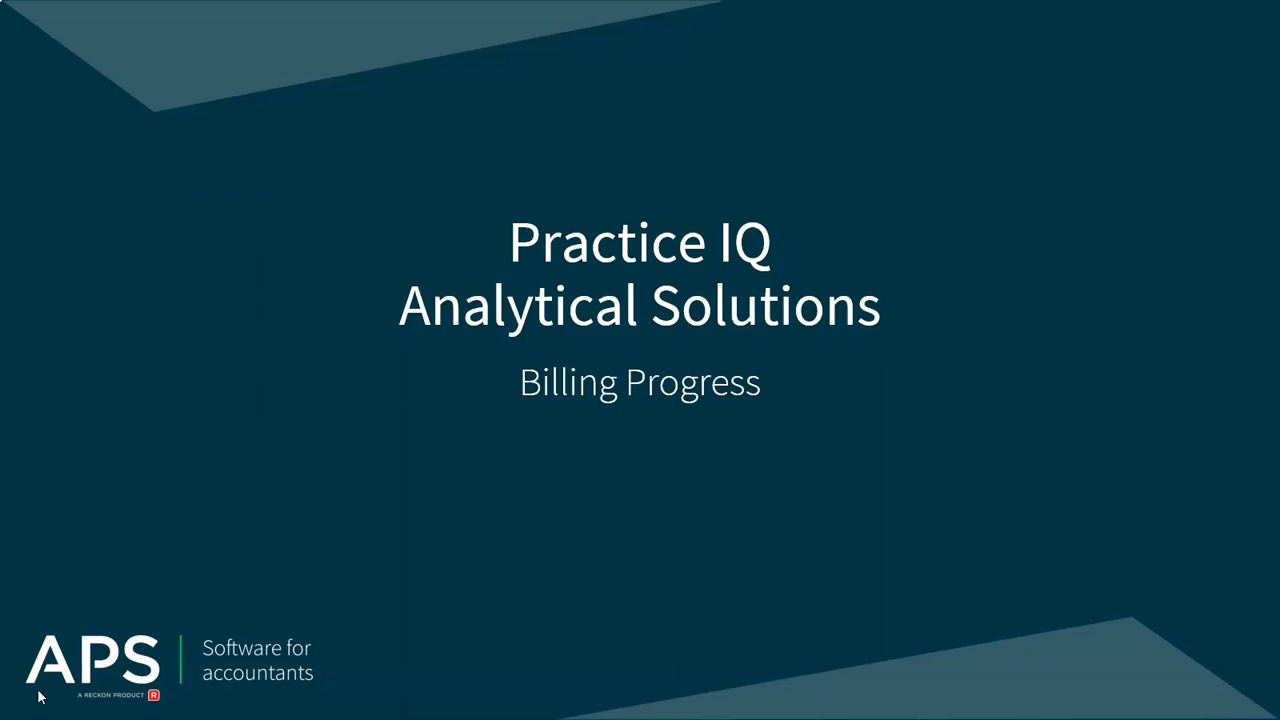 Practice IQ
Analytical Solutions
Billing Progress
APS
A RECKON PRODUCT R
Software for
accountants